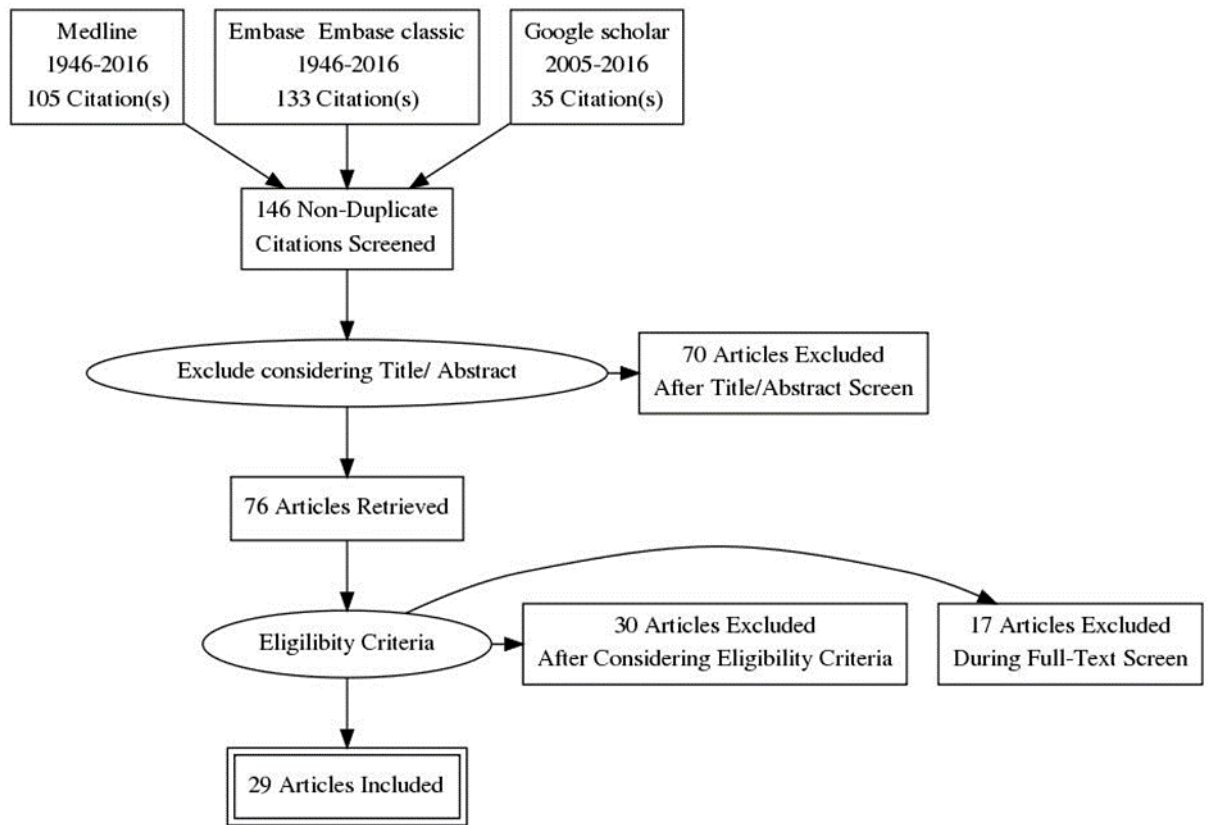 Medline
1946-2016
105 Citation(s)
Embase Embase classic
1946-2016
133 Citation(s)
Google scholar
2005-2016
35 Citation(s)
146 Non-Duplicate
Citations Screened
Exclude considering Title/ Abstract
70 Articles Excluded
After Title/Abstract Screen
76 Articles Retrieved
Eligilibity Criteria
30 Articles Excluded
After Considering Eligibility Criteria
17 Articles Excluded
During Full-Text Screen
29 Articles Included